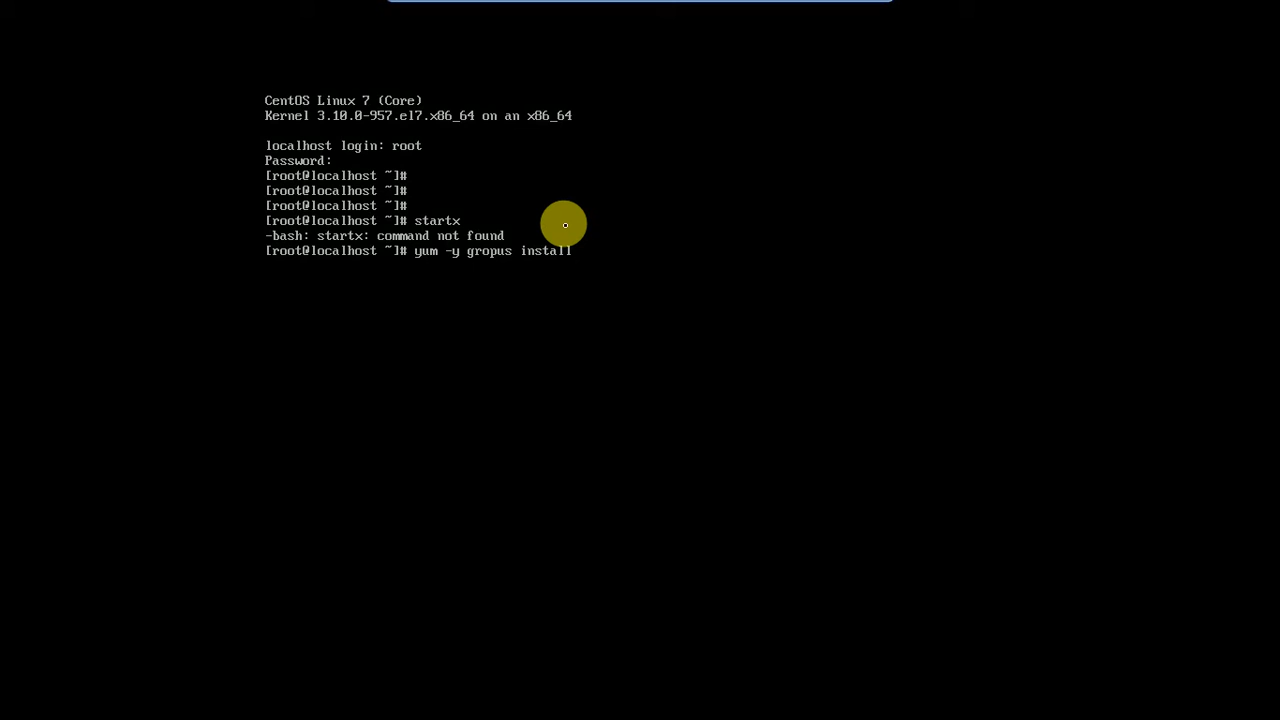 CentOS Linux 7 (Core)
Kernel 3.10.0-957.el7.x86_64 on an x86_64
localhost login: root
Password:
[root@localhost ~]#
[root@localhost ~]#
[root@localhost ~]#
[root@localhost ~]# startx
-bash: startx: command not found
[root@localhost ~]# yum -y gropus install